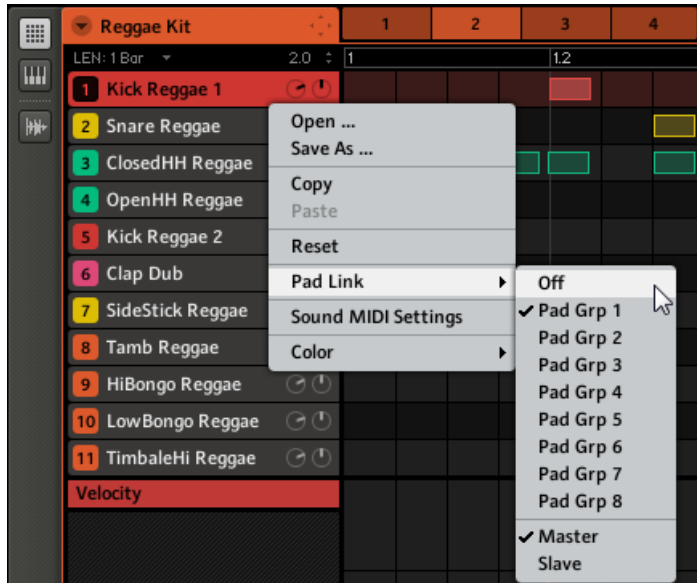 Reggae Kit
1 2 3 4
LEN: 1 Bar 2.0 1 1.2
1 Kick Reggae 1
2 Snare Reggae
3 ClosedHH Reggae
4 OpenHH Reggae
5 Kick Reggae 2
6 Clap Dub
7 SideStick Reggae
8 Tamb Reggae
9 HiBongo Reggae
10 LowBongo Reggae
11 TimbaleHi Reggae
Velocity
Open ...
Save As ...
Copy
Paste
Reset
Pad Link
Sound MIDI Settings
Color
Off
Pad Grp 1
Pad Grp 2
Pad Grp 3
Pad Grp 4
Pad Grp 5
Pad Grp 6
Pad Grp 7
Pad Grp 8
Master
Slave